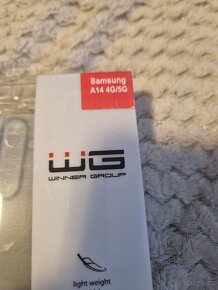 Samsung
A14 4G/5G
WG
WINNER GROUP
light weight